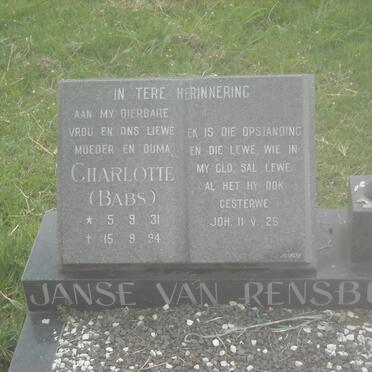 IN TERE HERINNERING
AAN MY DIERBARE
VROU EN ONS LIEWE
MOEDER EN OUMA
CHARLOTTE
(BABS)
* 5. 9. 31
† 15. 9. 94
EK IS DIE OPSTANDING
EN DIE LEWE, WIE IN
MY GLO, SAL LEWE
AL HET HY OOK
GESTERWE
JOH. 11 V. 25
JANSE VAN RENSBU